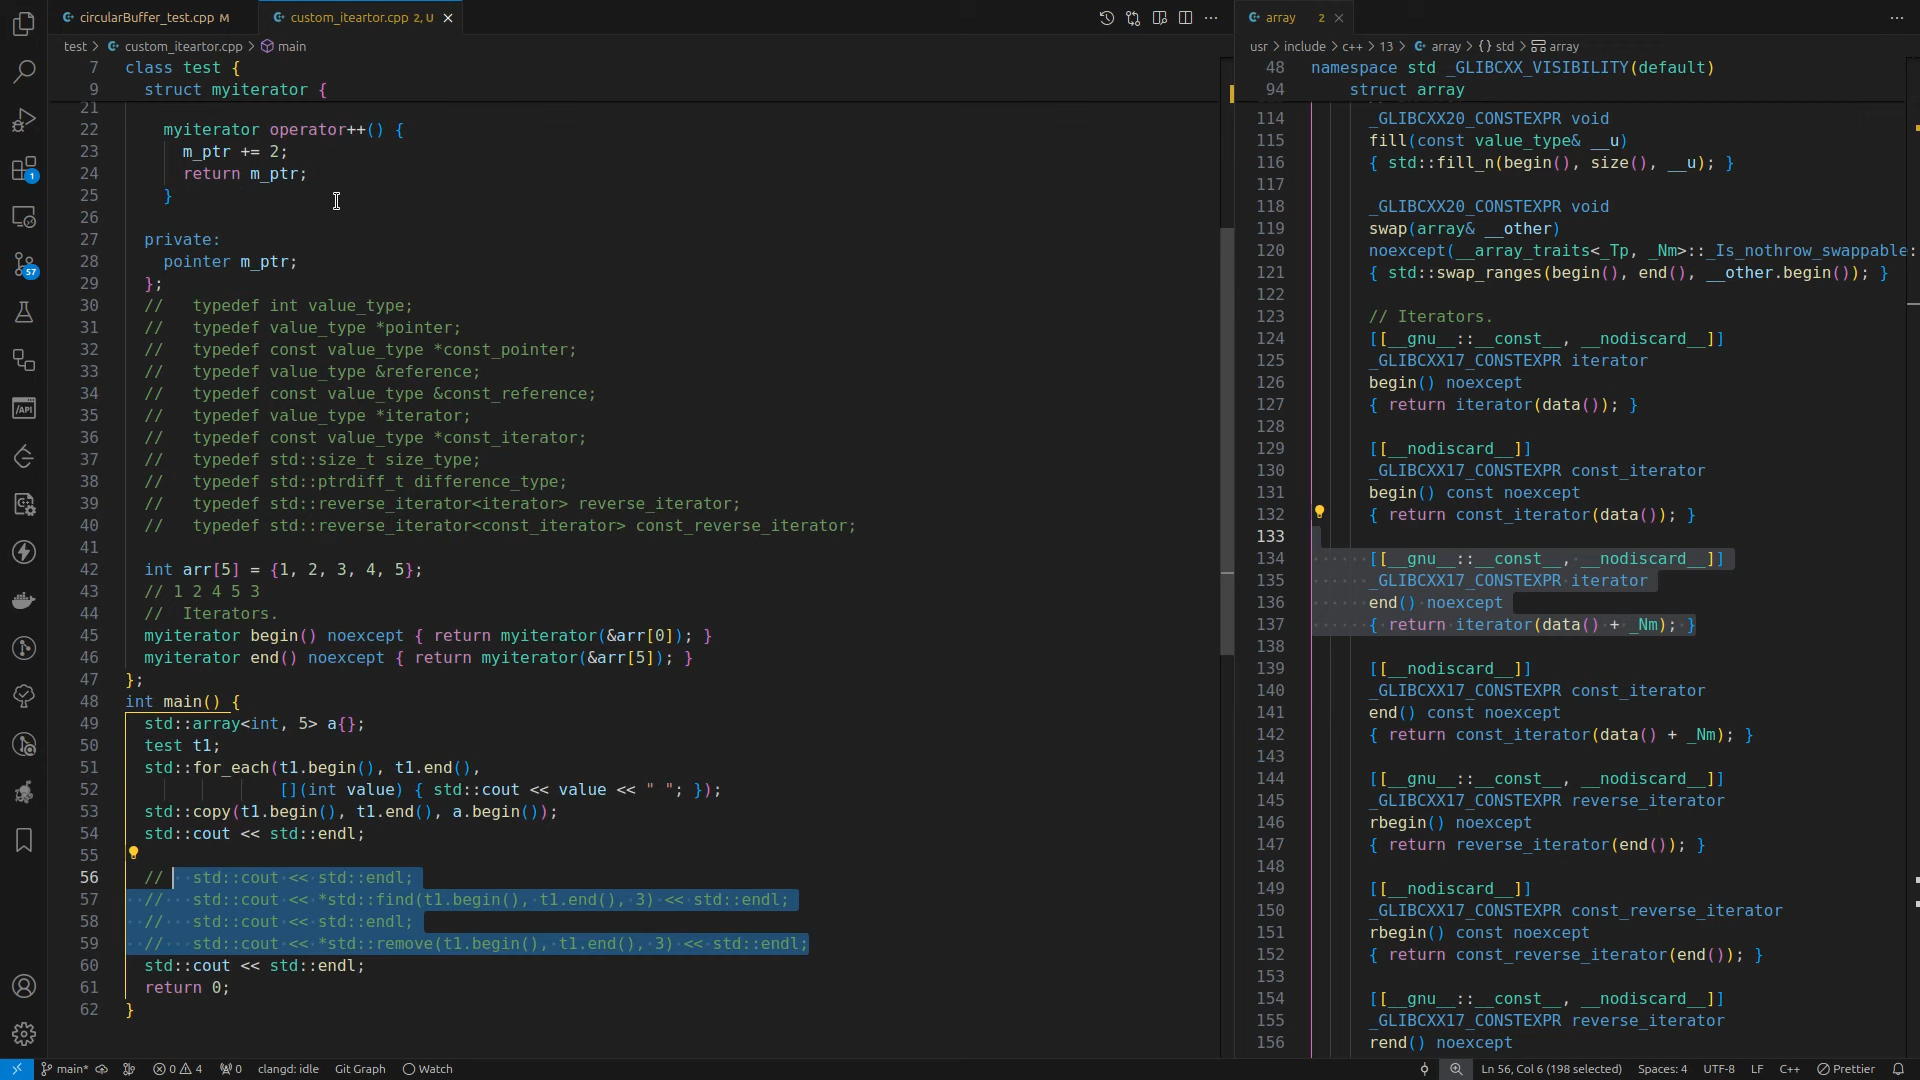 circularBuffer_test.cpp M
custom_iteartor.cpp 2, U
test > custom_iteartor.cpp > main
7 class test {
9 struct myiterator {
21
22 myiterator operator++() {
23 m_ptr += 2;
24 return m_ptr;
25 }
26
27 private:
28 pointer m_ptr;
29 };
30 //   typedef int value_type;
31 //   typedef value_type *pointer;
32 //   typedef const value_type *const_pointer;
33 //   typedef value_type &reference;
34 //   typedef const value_type &const_reference;
35 //   typedef value_type *iterator;
36 //   typedef const value_type *const_iterator;
37 //   typedef std::size_t size_type;
38 //   typedef std::ptrdiff_t difference_type;
39 //   typedef std::reverse_iterator<iterator> reverse_iterator;
40 //   typedef std::reverse_iterator<const_iterator> const_reverse_iterator;
41
42 int arr[5] = {1, 2, 3, 4, 5};
43 // 1 2 4 5 3
44 //  Iterators.
45 myiterator begin() noexcept { return myiterator(&arr[0]); }
46 myiterator end() noexcept { return myiterator(&arr[5]); }
47 };
48 int main() {
49 std::array<int, 5> a{};
50 test t1;
51 std::for_each(t1.begin(), t1.end(),
52 [](int value) { std::cout << value << " "; });
53 std::copy(t1.begin(), t1.end(), a.begin());
54 std::cout << std::endl;
55
56 //   std::cout << std::endl;
57 //   std::cout << *std::find(t1.begin(), t1.end(), 3) << std::endl;
58 //   std::cout << std::endl;
59 //   std::cout << *std::remove(t1.begin(), t1.end(), 3) << std::endl;
60 std::cout << std::endl;
61 return 0;
62 }
array 2
usr > include > c++ > 13 > array > {} std > array
48 namespace std _GLIBCXX_VISIBILITY(default)
94 struct array
114 _GLIBCXX20_CONSTEXPR void
115 fill(const value_type& __u)
116 { std::fill_n(begin(), size(), __u); }
117
118 _GLIBCXX20_CONSTEXPR void
119 swap(array& __other)
120 noexcept(__array_traits<_Tp, _Nm>::_Is_nothrow_swappable:
121 { std::swap_ranges(begin(), end(), __other.begin()); }
122
123 // Iterators.
124 [[__gnu__::__const__, __nodiscard__]]
125 _GLIBCXX17_CONSTEXPR iterator
126 begin() noexcept
127 { return iterator(data()); }
128
129 [[__nodiscard__]]
130 _GLIBCXX17_CONSTEXPR const_iterator
131 begin() const noexcept
132 { return const_iterator(data()); }
133
134 [[__gnu__::__const__, __nodiscard__]]
135 _GLIBCXX17_CONSTEXPR iterator
136 end() noexcept
137 { return iterator(data() + _Nm); }
138
139 [[__nodiscard__]]
140 _GLIBCXX17_CONSTEXPR const_iterator
141 end() const noexcept
142 { return const_iterator(data() + _Nm); }
143
144 [[__gnu__::__const__, __nodiscard__]]
145 _GLIBCXX17_CONSTEXPR reverse_iterator
146 rbegin() noexcept
147 { return reverse_iterator(end()); }
148
149 [[__nodiscard__]]
150 _GLIBCXX17_CONSTEXPR const_reverse_iterator
151 rbegin() const noexcept
152 { return const_reverse_iterator(end()); }
153
154 [[__gnu__::__const__, __nodiscard__]]
155 _GLIBCXX17_CONSTEXPR reverse_iterator
156 rend() noexcept
1
57
/API
main* 0 4 0 clangd: idle Git Graph Watch Ln 56, Col 6 (198 selected) Spaces: 4 UTF-8 LF C++ Prettier